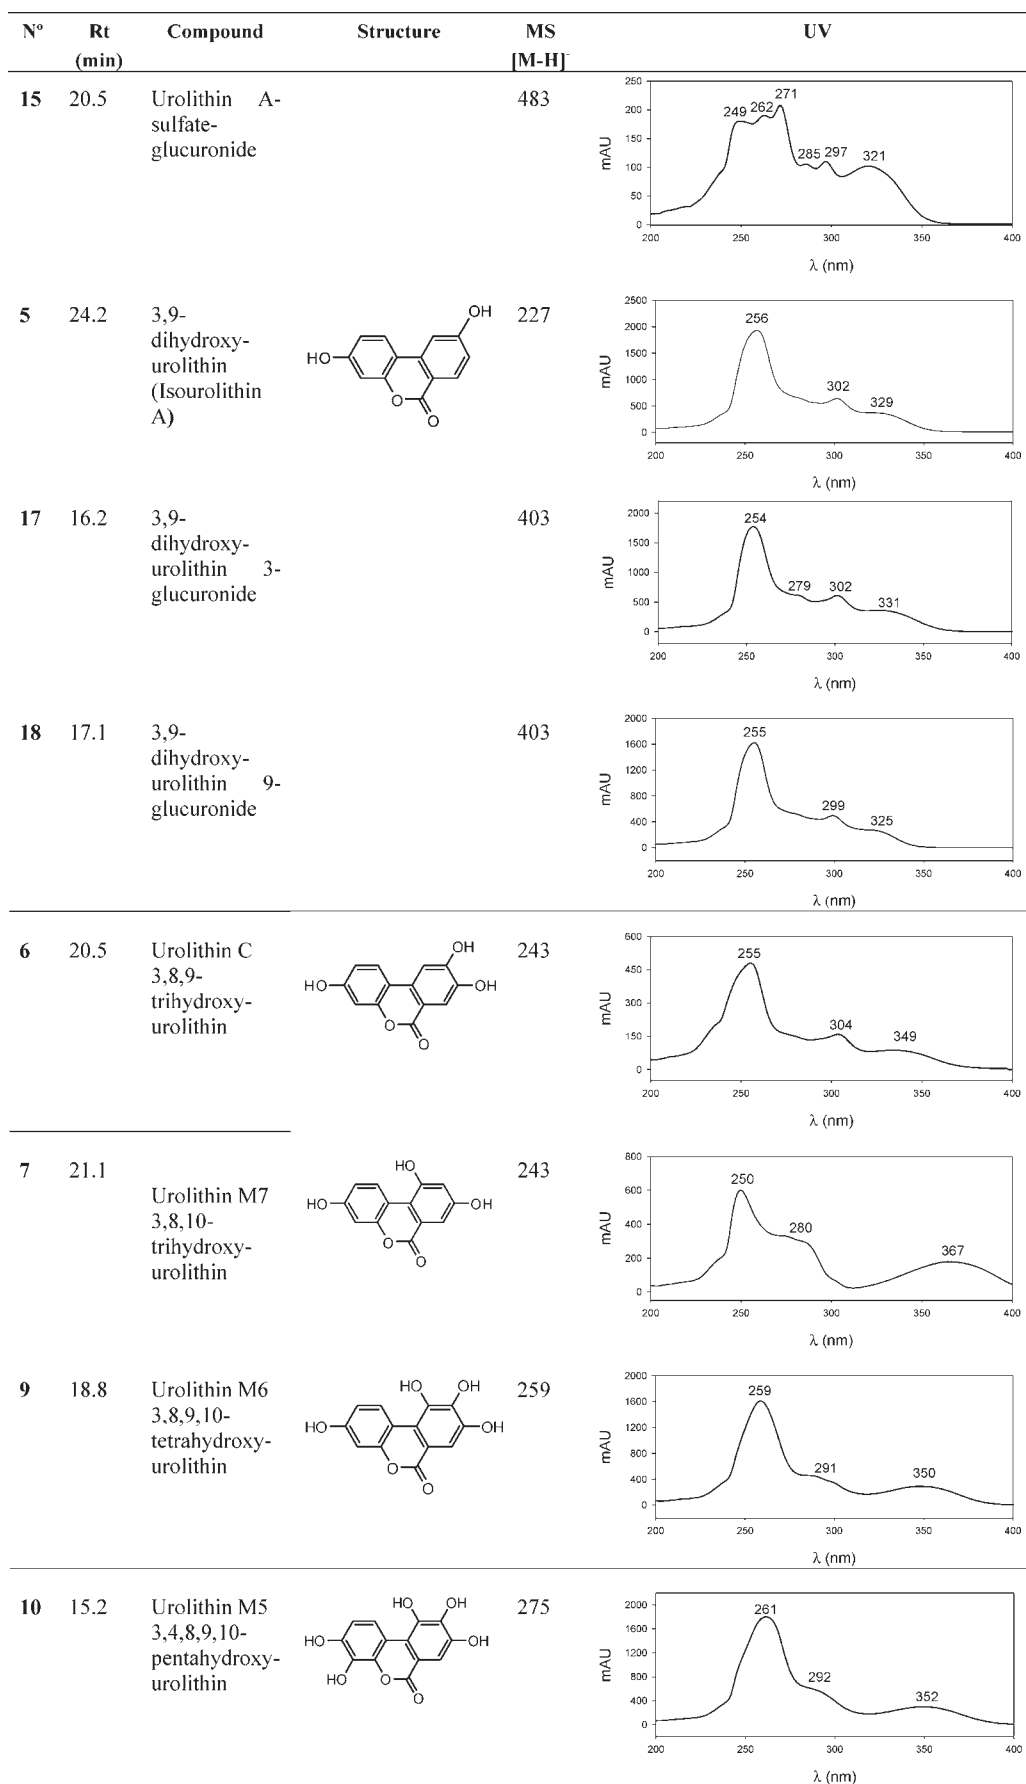 Nº Rt Compound Structure MS UV
(min) [M-H]-
15 20.5 Urolithin A- 483
sulfate-
glucuronide
250
200
150
100
50
0
mAU
249 262 271
285 297 321
200 250 300 350 400
λ (nm)
5 24.2 3,9- 227
dihydroxy-
urolithin
(Isourolithin
A)
HO
OH
O
O
2500
2000
1500
1000
500
0
mAU
256
302
329
200 250 300 350 400
λ (nm)
17 16.2 3,9- 403
dihydroxy-
urolithin 3-
glucuronide
2000
1500
1000
500
0
mAU
254
279 302 331
200 250 300 350 400
λ (nm)
18 17.1 3,9- 403
dihydroxy-
urolithin 9-
glucuronide
2000
1600
1200
800
400
0
mAU
255
299
325
200 250 300 350 400
λ (nm)
6 20.5 Urolithin C 243
3,8,9-
trihydroxy-
urolithin
OH
HO OH
O
O
600
450
300
150
0
mAU
255
304 349
200 250 300 350 400
λ (nm)
7 21.1 243
Urolithin M7
3,8,10-
trihydroxy-
urolithin
HO
HO OH
O
O
800
600
400
200
0
mAU
250
280
367
200 250 300 350 400
λ (nm)
9 18.8 Urolithin M6 259
3,8,9,10-
tetrahydroxy-
urolithin
HO OH
HO OH
O
O
2000
1600
1200
800
400
0
mAU
259
291 350
200 250 300 350 400
λ (nm)
10 15.2 Urolithin M5 275
3,4,8,9,10-
pentahydroxy-
urolithin
HO OH
HO OH
HO O
O
2000
1600
1200
800
400
0
mAU
261
292
352
200 250 300 350 400
λ (nm)